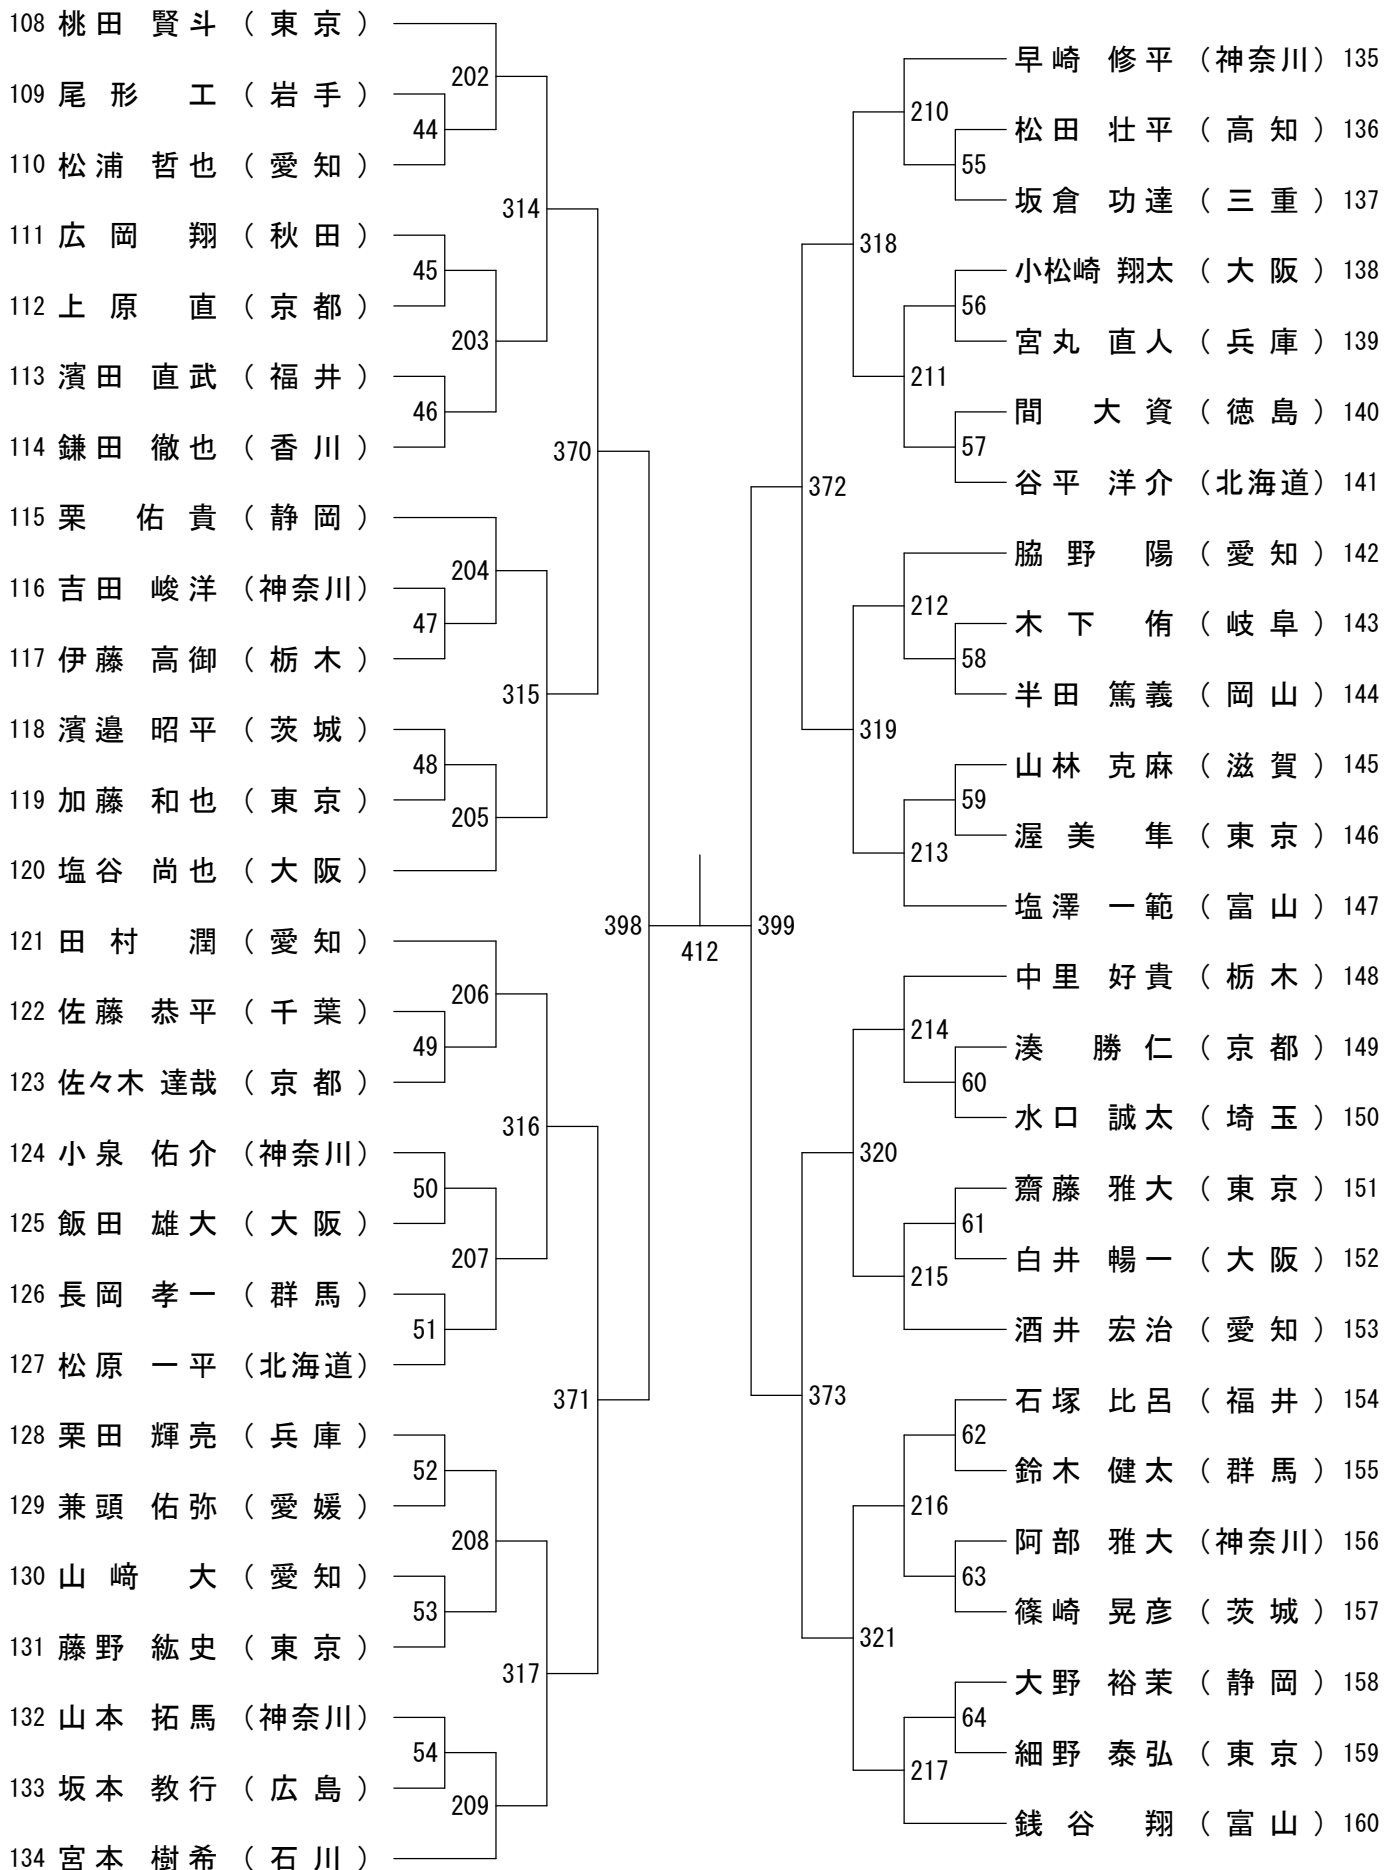 108 桃田 賢斗 (東京)
202
109 尾形 工 (岩手)
44
110 松浦 哲也 (愛知)
314
111 広岡 翔 (秋田)
45
112 上原 直 (京都)
203
113 濱田 直武 (福井)
46
114 鎌田 徹也 (香川)
370
115 栗 佑貴 (静岡)
204
116 吉田 峻洋 (神奈川)
47
117 伊藤 高御 (栃木)
315
118 濱邉 昭平 (茨城)
48
119 加藤 和也 (東京)
205
120 塩谷 尚也 (大阪)
398
121 田村 潤 (愛知)
206
122 佐藤 恭平 (千葉)
49
123 佐々木 達哉 (京都)
316
124 小泉 佑介 (神奈川)
50
125 飯田 雄大 (大阪)
207
126 長岡 孝一 (群馬)
51
127 松原 一平 (北海道)
371
128 栗田 輝亮 (兵庫)
52
129 兼頭 佑弥 (愛媛)
208
130 山﨑 大 (愛知)
53
131 藤野 紘史 (東京)
317
132 山本 拓馬 (神奈川)
54
133 坂本 教行 (広島)
209
134 宮本 樹希 (石川)
412
早崎 修平 (神奈川) 135
210
松田 壮平 (高知) 136
55
坂倉 功達 (三重) 137
318
小松崎 翔太 (大阪) 138
56
宮丸 直人 (兵庫) 139
211
間 大資 (徳島) 140
57
谷平 洋介 (北海道) 141
372
脇野 陽 (愛知) 142
212
木下 侑 (岐阜) 143
58
半田 篤義 (岡山) 144
319
山林 克麻 (滋賀) 145
59
渥美 隼 (東京) 146
213
塩澤 一範 (富山) 147
399
中里 好貴 (栃木) 148
214
湊 勝仁 (京都) 149
60
水口 誠太 (埼玉) 150
320
齋藤 雅大 (東京) 151
61
白井 暢一 (大阪) 152
215
酒井 宏治 (愛知) 153
373
石塚 比呂 (福井) 154
62
鈴木 健太 (群馬) 155
216
阿部 雅大 (神奈川) 156
63
篠崎 晃彦 (茨城) 157
321
大野 裕茉 (静岡) 158
64
細野 泰弘 (東京) 159
217
銭谷 翔 (富山) 160